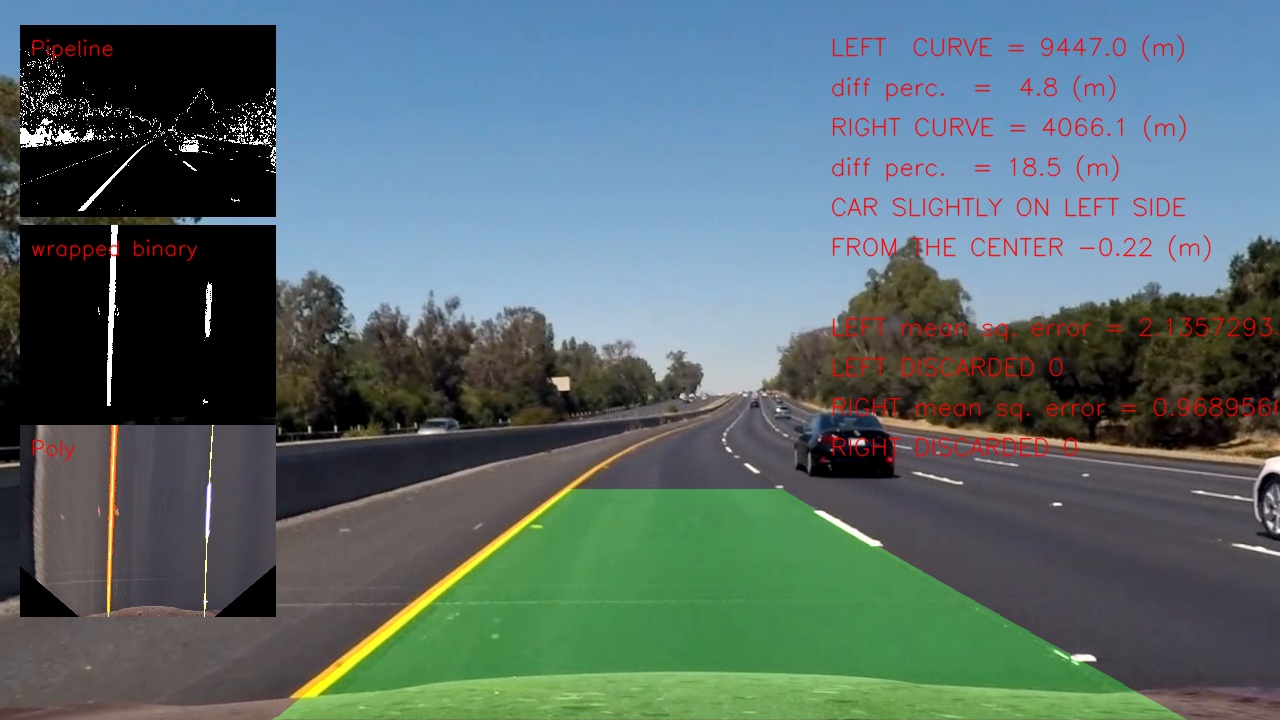 Pipeline
wrapped binary
Poly
LEFT CURVE = 9447.0 (m)
diff perc. = 4.8 (m)
RIGHT CURVE = 4066.1 (m)
diff perc. = 18.5 (m)
CAR SLIGHTLY ON LEFT SIDE
FROM THE CENTER -0.22 (m)
LEFT mean sq. error = 2.1357293
LEFT DISCARDED 0
RIGHT mean sq. error = 0.968956
RIGHT DISCARDED 0